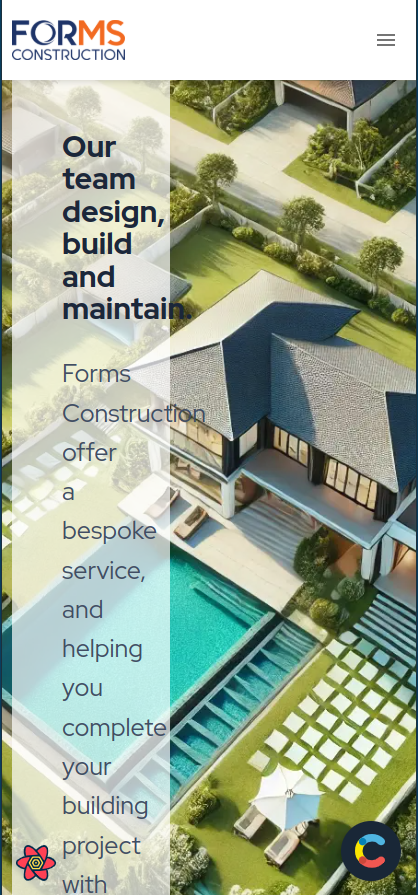 FORMS
CONSTRUCTION
Our
team
design,
build
and
maintain.
Forms
Construction
offer
a
bespoke
service,
and
helping
you
complete
your
building
project
with